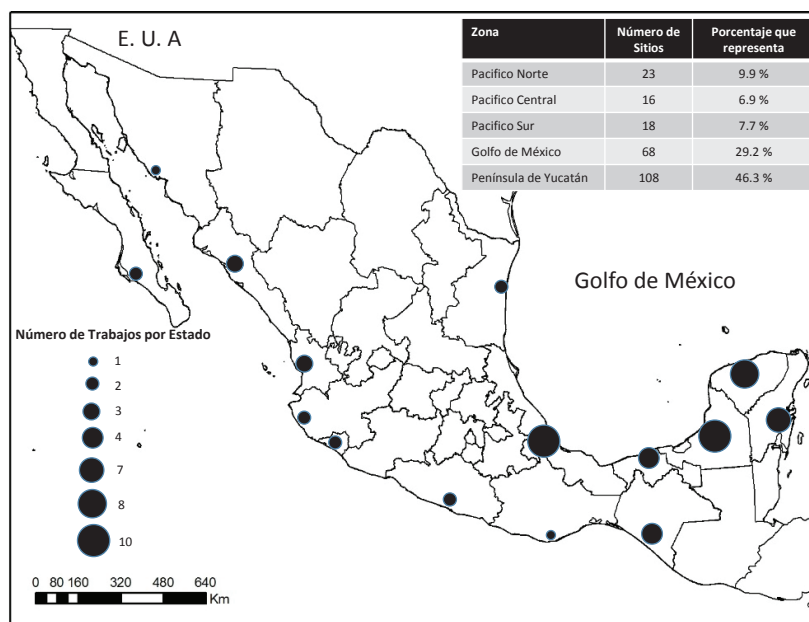 E. U. A
Zona Número de Sitios Porcentaje que representa
Pacifico Norte 23 9.9 %
Pacifico Central 16 6.9 %
Pacifico Sur 18 7.7 %
Golfo de México 68 29.2 %
Península de Yucatán 108 46.3 %
Golfo de México
Número de Trabajos por Estado
1
2
3
4
7
8
10
0 80 160 320 480 640
Km